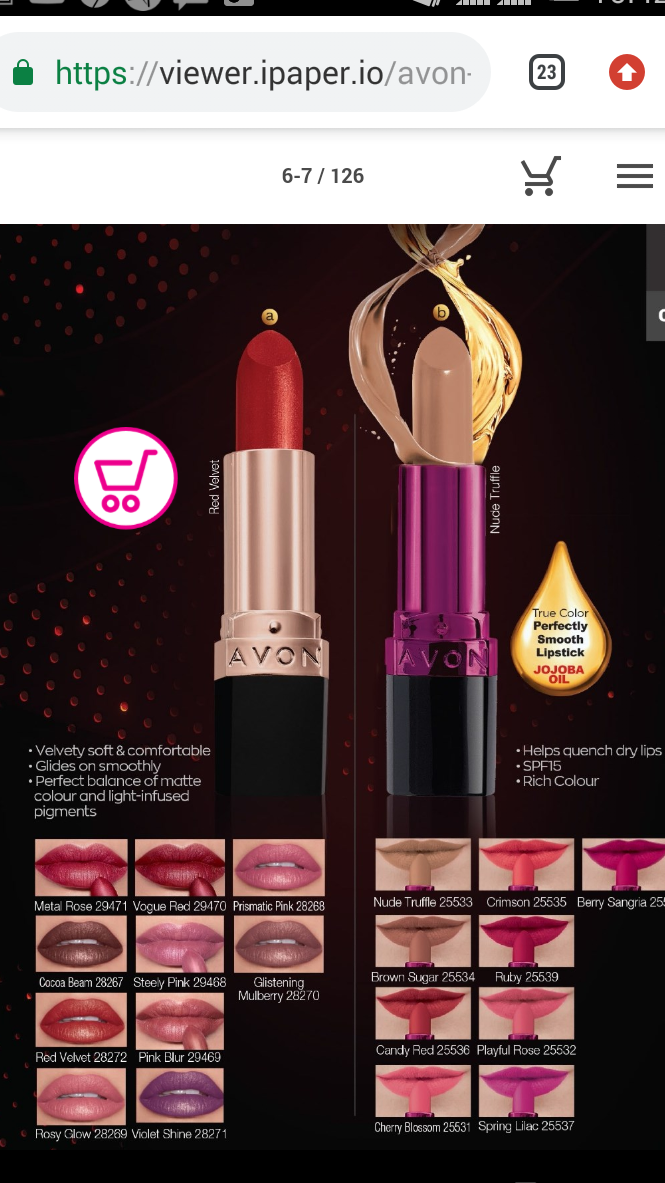 https://viewer.ipaper.io/avon-
23
6-7 / 126
a
b
Red Velvet
Nude Truffle
AVON
AVON
True Color
Perfectly
Smooth
Lipstick
JOJOBA
OIL
• Velvety soft & comfortable
• Glides on smoothly
• Perfect balance of matte
colour and light-infused
pigments
• Helps quench dry lips
• SPF15
• Rich Colour
Metal Rose 29471 Vogue Red 29470 Prismatic Pink 28268
Cocoa Beam 28267 Steely Pink 29468 Glistening
Mulberry 28270
Red Velvet 28272 Pink Blur 29469
Rosy Glow 28269 Violet Shine 28271
Nude Truffle 25533 Crimson 25535 Berry Sangria
Brown Sugar 25534 Ruby 25539
Candy Red 25536 Playful Rose 25532
Cherry Blossom 25531 Spring Lilac 25537